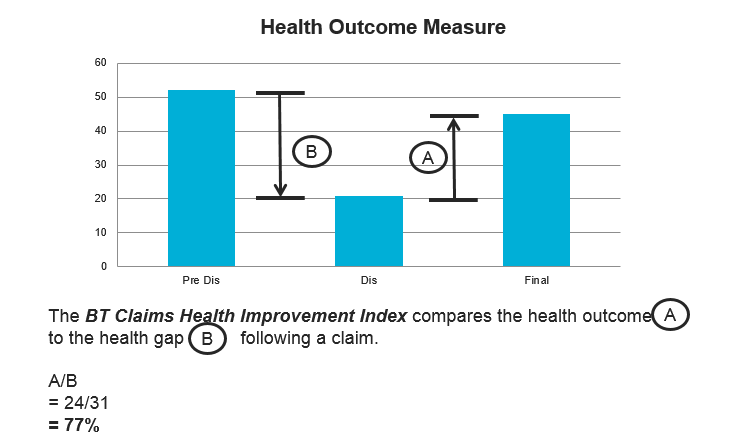 Health Outcome Measure
60
50
40
30
20
10
0
B
A
Pre Dis
Dis
Final
The BT Claims Health Improvement Index compares the health outcome A
to the health gap B following a claim.
A/B
= 24/31
= 77%